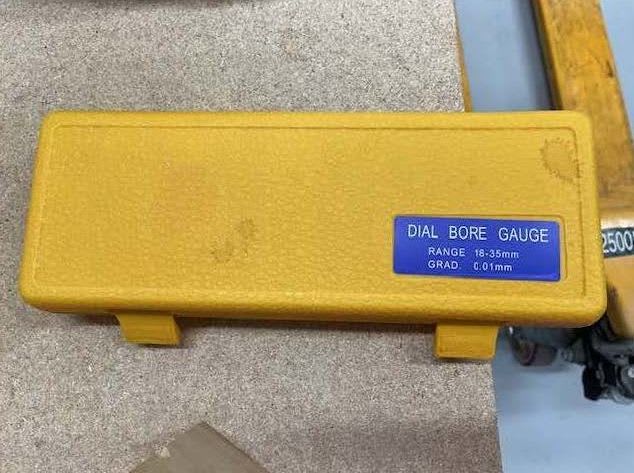 DIAL BORE GAUGE
RANGE 18-35mm
GRAD. 0.01mm
2500